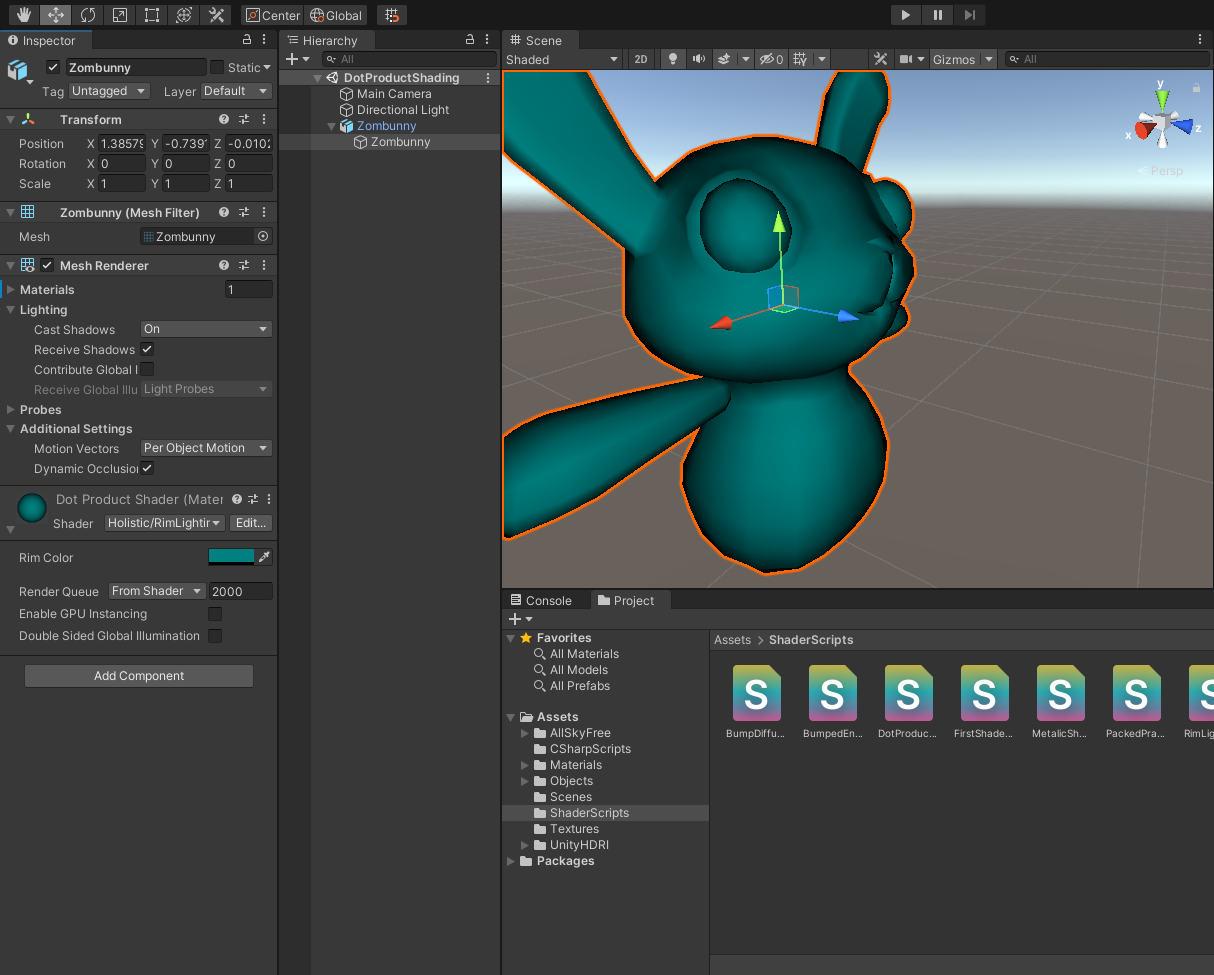 Center Global
Inspector
Zombunny Static
Tag Untagged Layer Default
Transform
Position X 1.38579 Y -0.739 Z -0.010
Rotation X 0 Y 0 Z 0
Scale X 1 Y 1 Z 1
Zombunny (Mesh Filter)
Mesh Zombunny
Mesh Renderer
Materials 1
Lighting
Cast Shadows On
Receive Shadows
Contribute Global I
Receive Global Illu Light Probes
Probes
Additional Settings
Motion Vectors Per Object Motion
Dynamic Occlusio
Dot Product Shader (Mater
Shader Holistic/RimLightin Edit...
Rim Color
Render Queue From Shader 2000
Enable GPU Instancing
Double Sided Global Illumination
Add Component
Hierarchy
All
DotProductShading
Main Camera
Directional Light
Zombunny
Zombunny
Scene
Shaded 2D 0 Gizmos All
y
x z
Persp
Console Project
Favorites
All Materials
All Models
All Prefabs
Assets
AllSkyFree
CSharpScripts
Materials
Objects
Scenes
ShaderScripts
Textures
UnityHDRI
Packages
Assets > ShaderScripts
S S S S S S S
BumpDiffu... BumpedEn... DotProduc... FirstShade... MetalicSh... PackedPra... RimLig